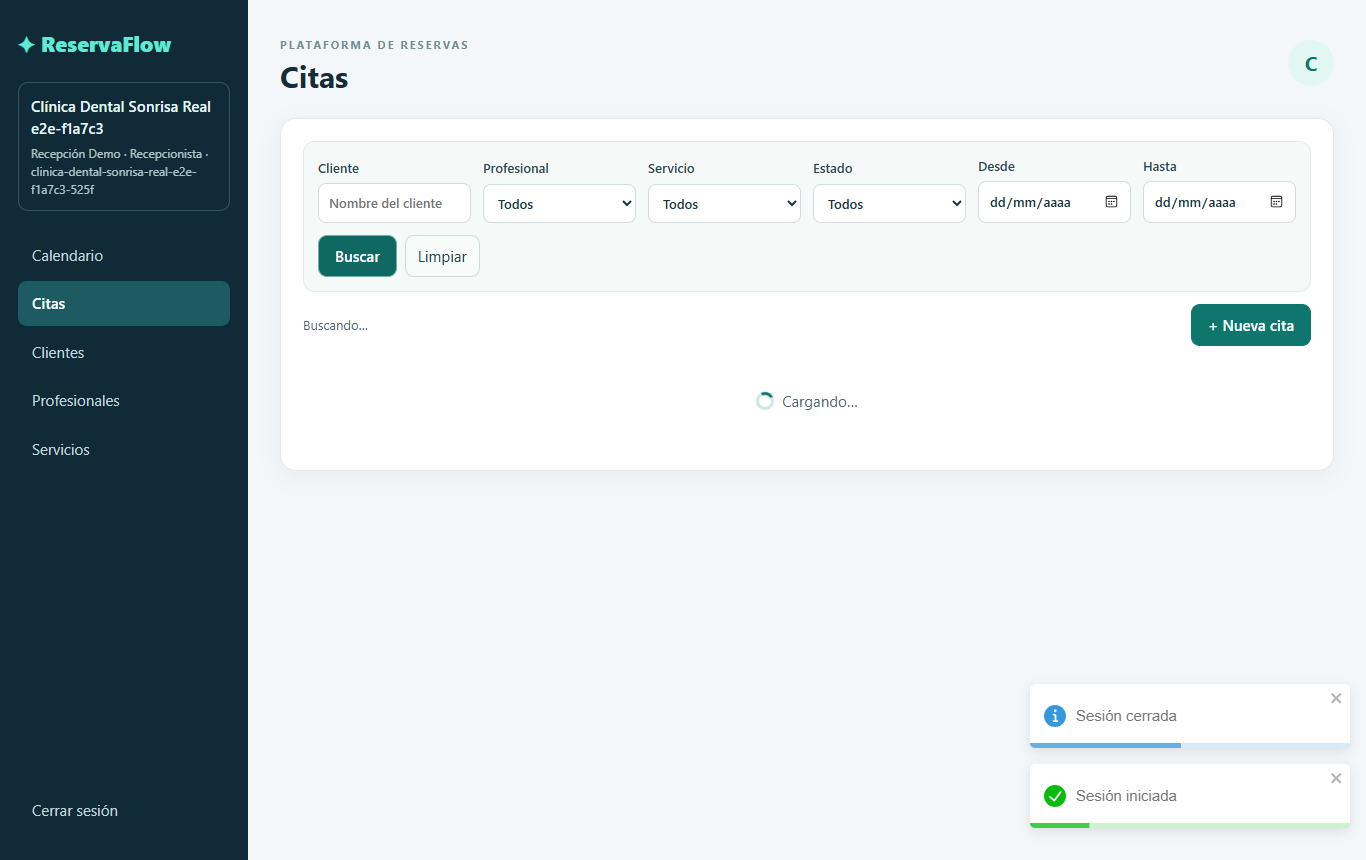 ✦ ReservaFlow
Clínica Dental Sonrisa Real
e2e-f1a7c3
Recepción Demo · Recepcionista ·
clinica-dental-sonrisa-real-e2e-
f1a7c3-525f
Calendario
Citas
Clientes
Profesionales
Servicios
Cerrar sesión
PLATAFORMA DE RESERVAS
Citas
C
Cliente
Profesional
Servicio
Estado
Desde
Hasta
Nombre del cliente
Todos
Todos
Todos
dd/mm/aaaa
dd/mm/aaaa
Buscar
Limpiar
Buscando...
+ Nueva cita
Cargando...
Sesión cerrada
Sesión iniciada